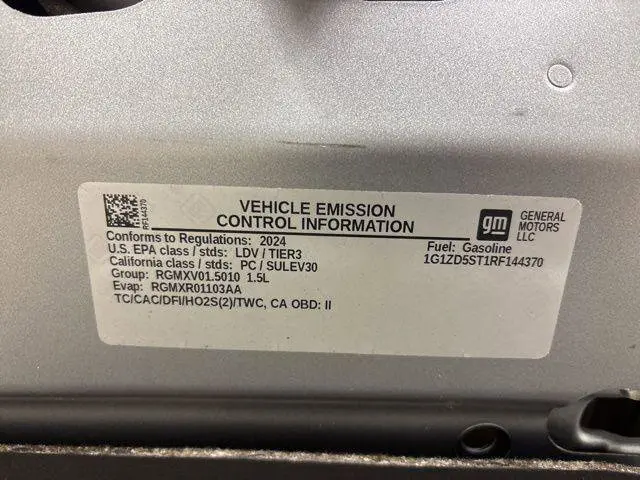 RF144370
VEHICLE EMISSION
CONTROL INFORMATION
gm
GENERAL
MOTORS
LLC
Conforms to Regulations: 2024
U.S. EPA class / stds: LDV / TIER3
California class / stds: PC / SULEV30
Group: RGMXV01.5010 1.5L
Evap: RGMXR01103AA
TC/CAC/DFI/HO2S(2)/TWC, CA OBD: II
Fuel: Gasoline
1G1ZD5ST1RF144370